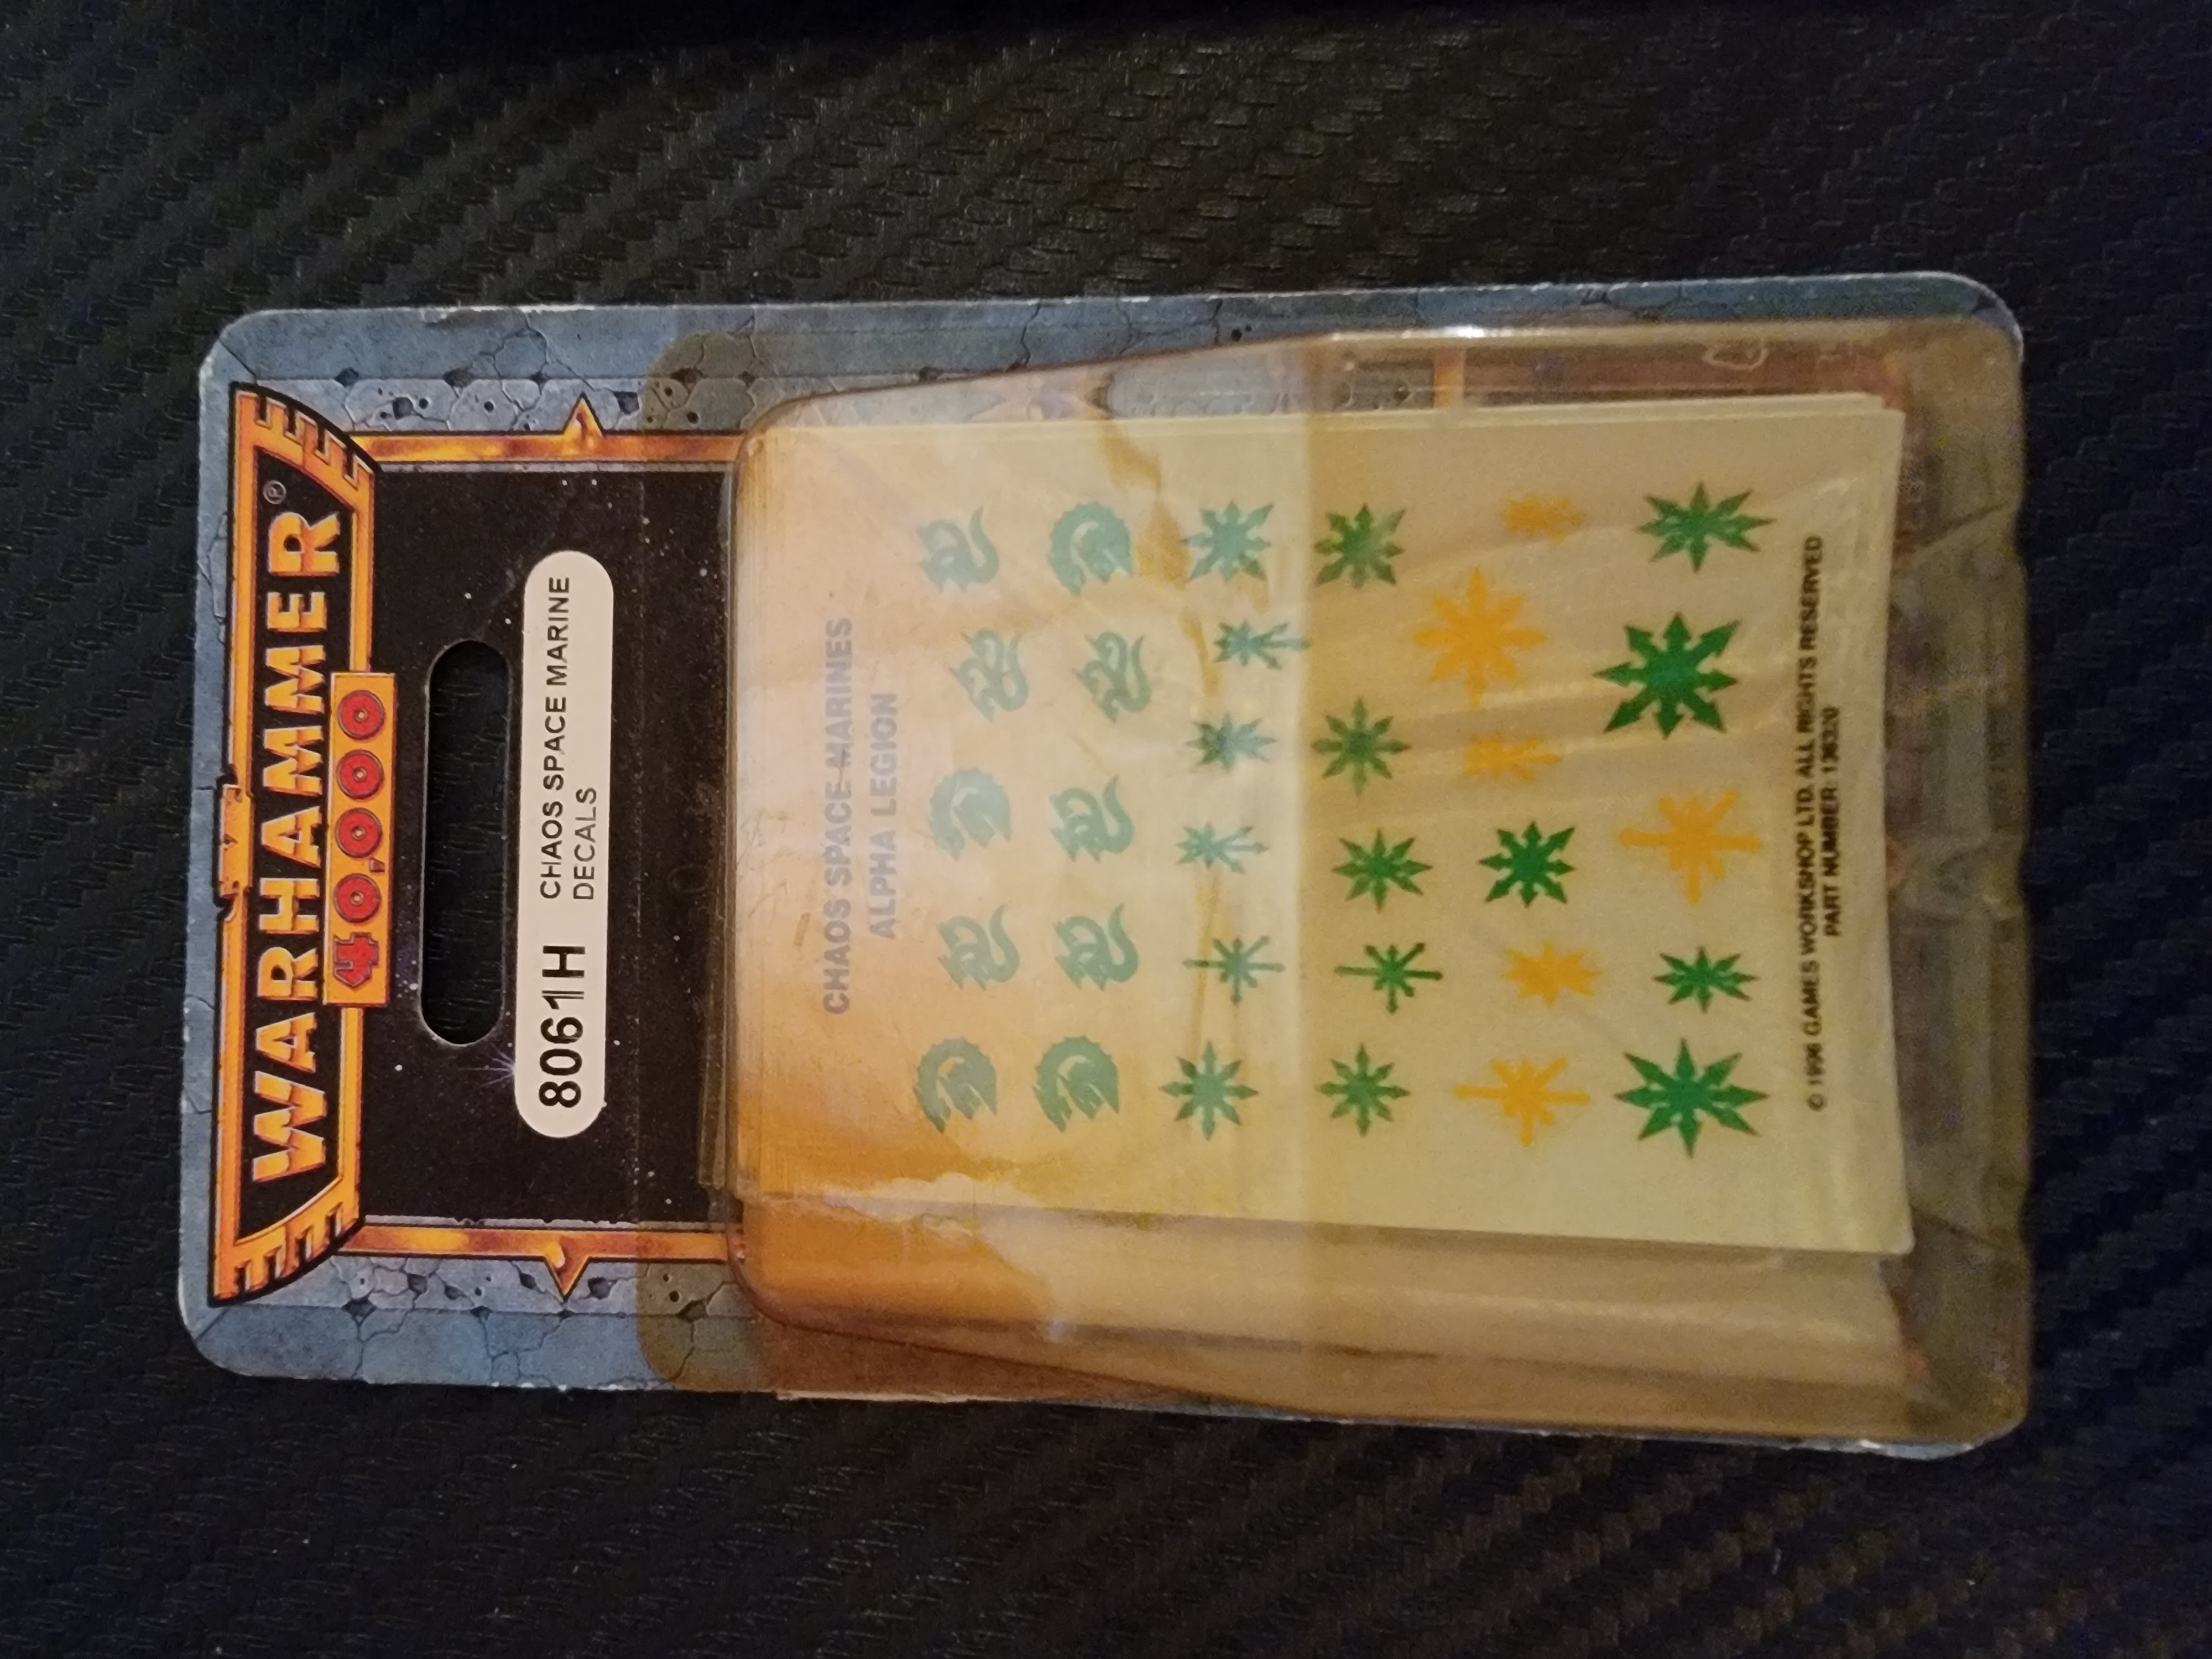 WARHAMMER®
40,000
8061H CHAOS SPACE MARINE
DECALS
CHAOS SPACE MARINES
ALPHA LEGION
© 1996 GAMES WORKSHOP LTD. ALL RIGHTS RESERVED
PART NUMBER: 136320